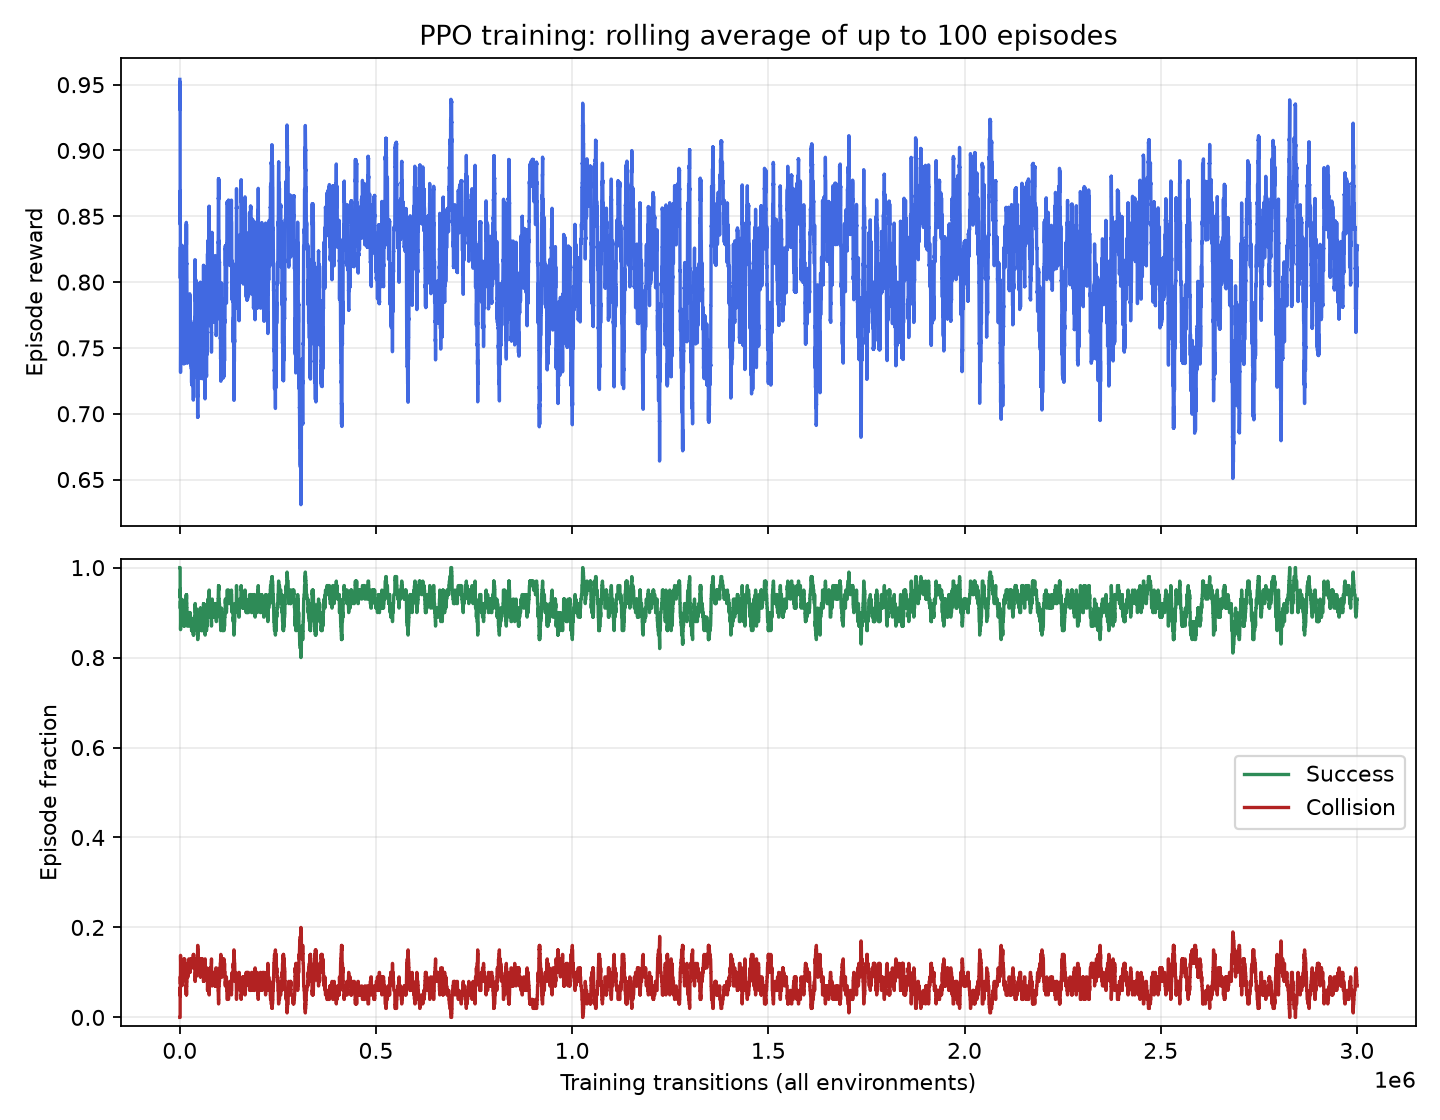 PPO training: rolling average of up to 100 episodes
0.95
0.90
0.85
0.80
0.75
0.70
0.65
Episode reward
1.0
0.8
0.6
0.4
0.2
0.0
Episode fraction
Success
Collision
0.0 0.5 1.0 1.5 2.0 2.5 3.0
1e6
Training transitions (all environments)